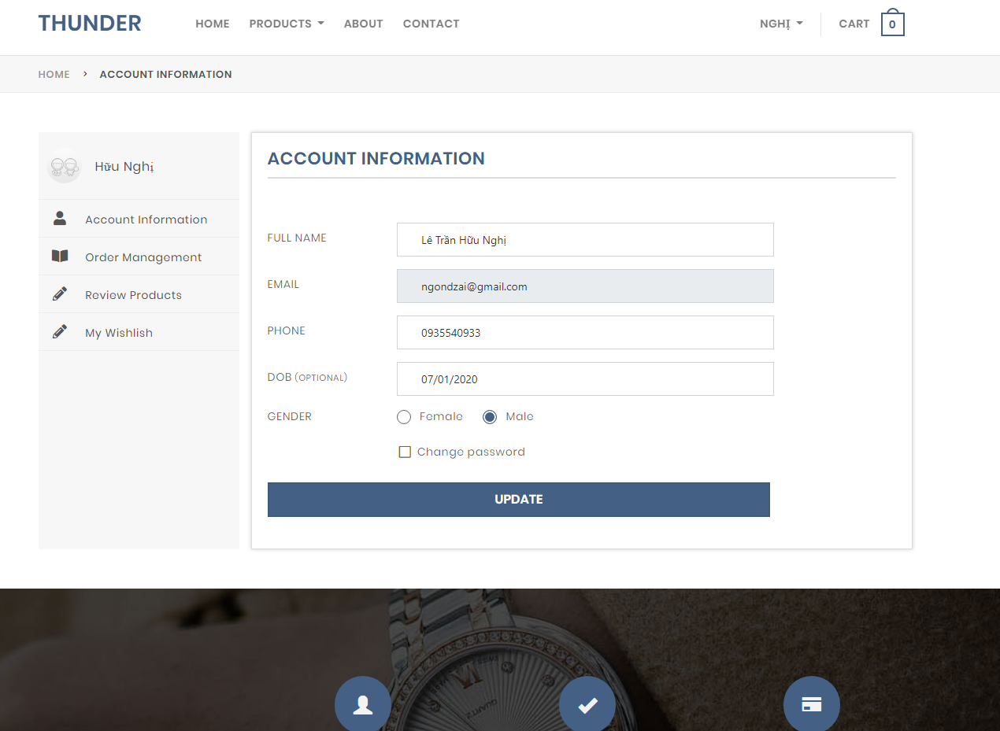 THUNDER HOME PRODUCTS ABOUT CONTACT NGHỊ CART 0
HOME > ACCOUNT INFORMATION
Hữu Nghị
Account Information
Order Management
Review Products
My Wishlist
ACCOUNT INFORMATION
FULL NAME Lê Trần Hữu Nghị
EMAIL ngondzai@gmail.com
PHONE 0935540933
DOB (OPTIONAL) 07/01/2020
GENDER Female Male
Change password
UPDATE
QUARTZ